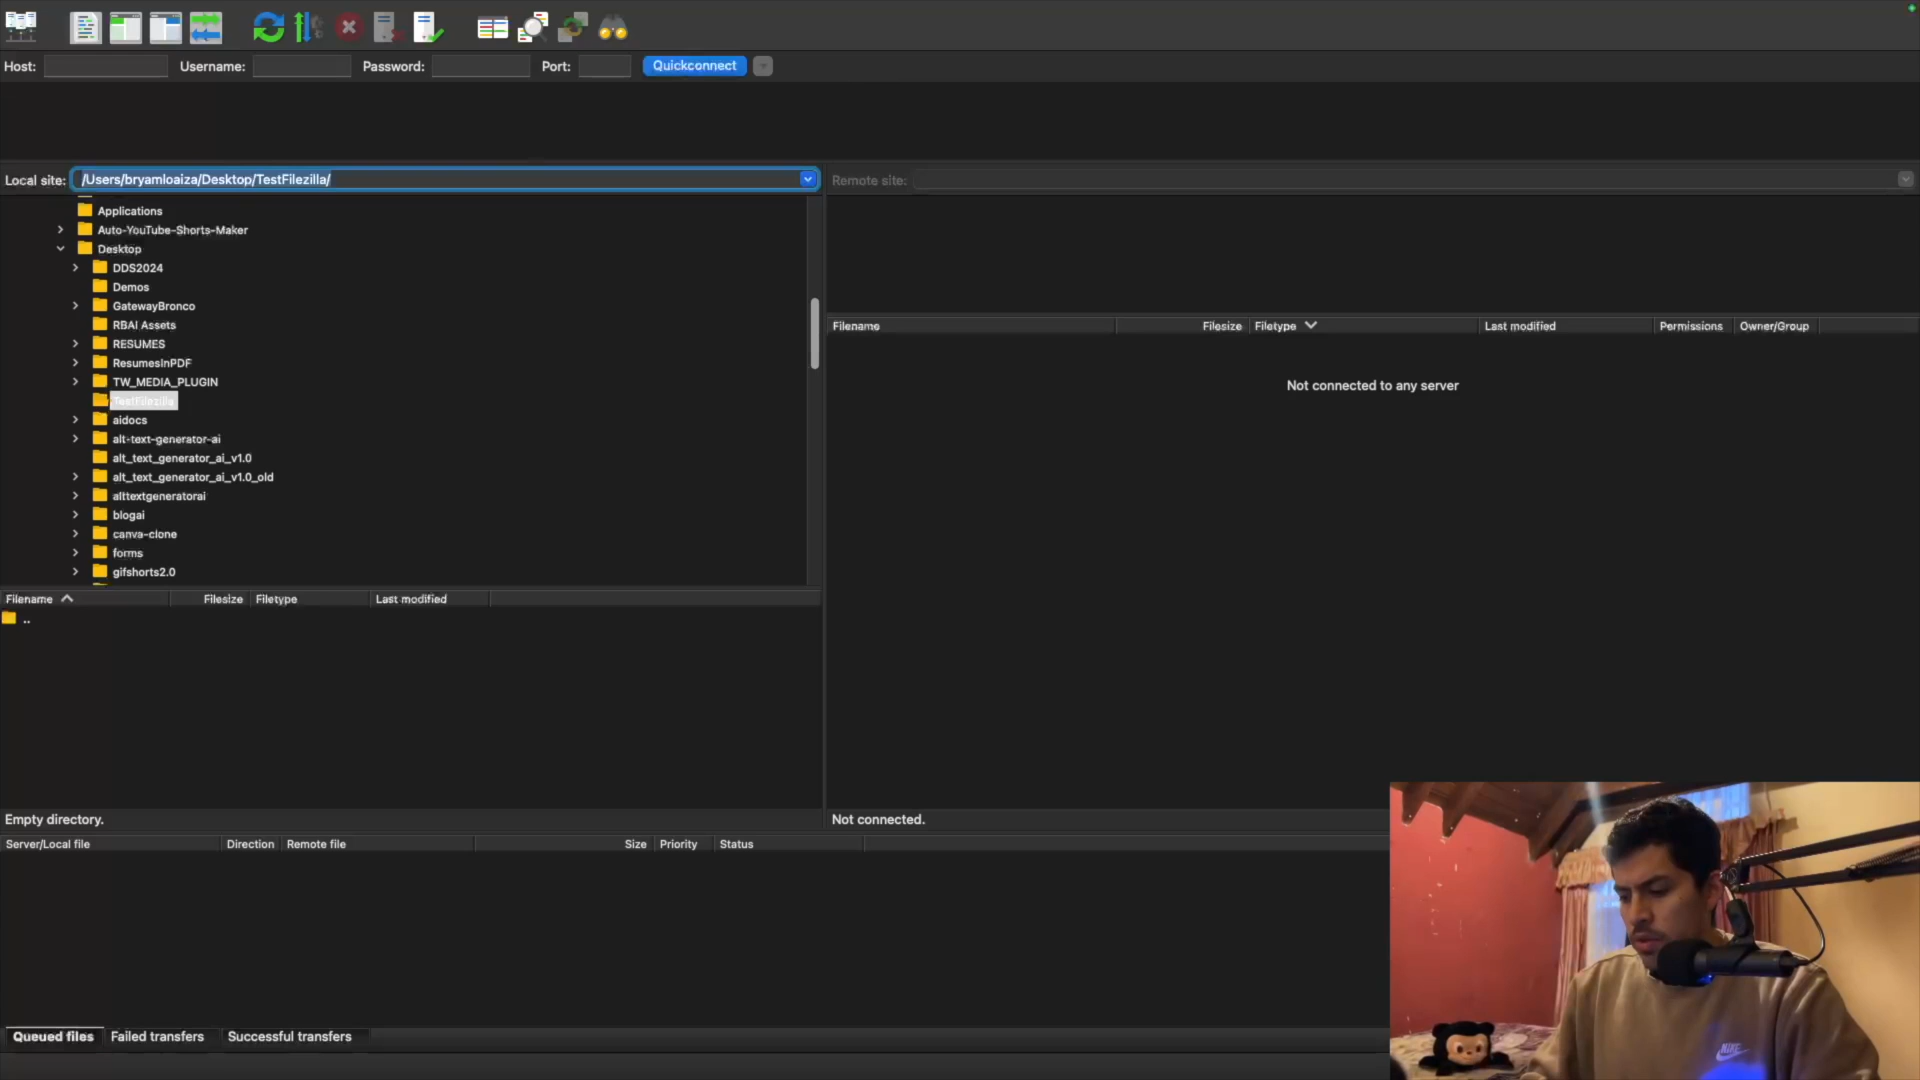 Host:
Username:
Password:
Port:
Quickconnect
Local site:
/Users/bryamloaiza/Desktop/TestFilezilla/
Remote site:
Applications
Auto-YouTube-Shorts-Maker
Desktop
DDS2024
Demos
GatewayBronco
RBAI Assets
RESUMES
ResumesInPDF
TW_MEDIA_PLUGIN
TestFilezilla
aidocs
alt-text-generator-ai
alt_text_generator_ai_v1.0
alt_text_generator_ai_v1.0_old
alttextgeneratorai
blogai
canva-clone
forms
gifshorts2.0
Filename Filesize Filetype Last modified
..
Empty directory.
Filename Filesize Filetype Last modified Permissions Owner/Group
Not connected to any server
Not connected.
Server/Local file Direction Remote file Size Priority Status
Queued files Failed transfers Successful transfers
NIKE